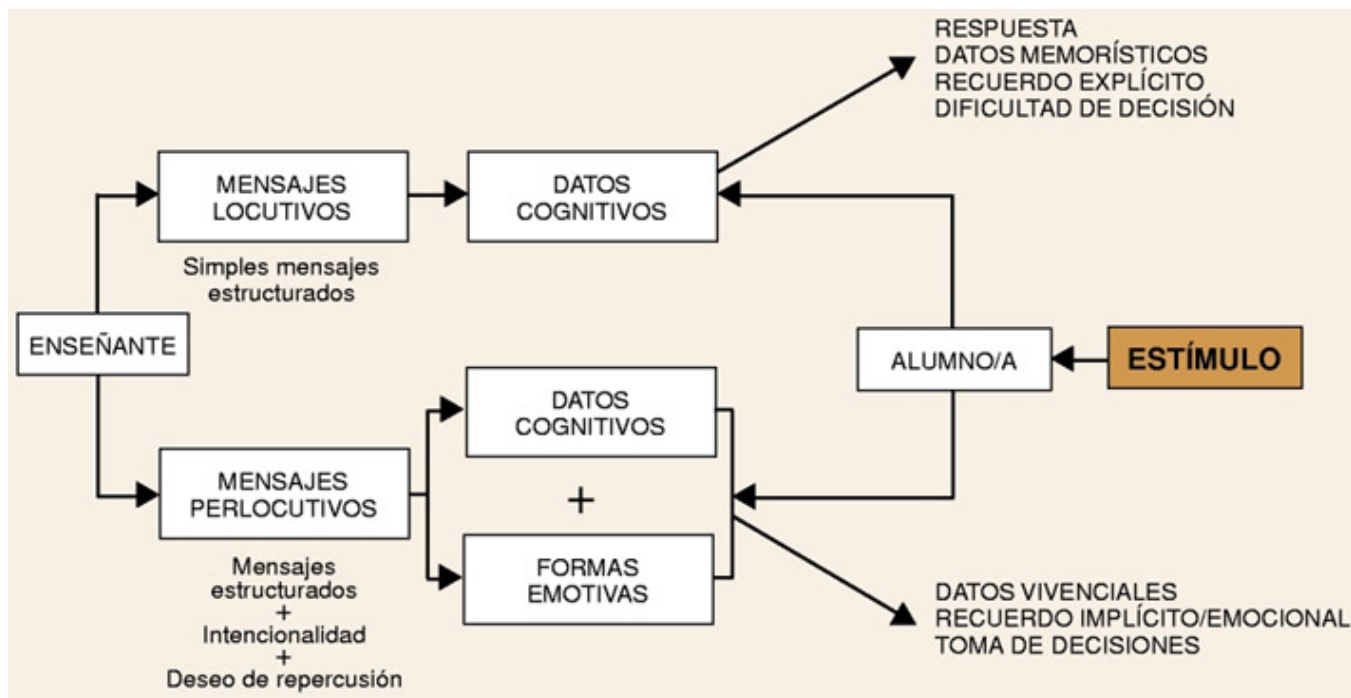 RESPUESTA
DATOS MEMORÍSTICOS
RECUERDO EXPLÍCITO
DIFICULTAD DE DECISIÓN
MENSAJES
LOCUTIVOS
DATOS
COGNITIVOS
Simples mensajes
estructurados
ENSEÑANTE
ALUMNO/A
ESTÍMULO
DATOS
COGNITIVOS
MENSAJES
PERLOCUTIVOS
+
FORMAS
EMOTIVAS
Mensajes
estructurados
+
Intencionalidad
+
Deseo de repercusión
DATOS VIVENCIALES
RECUERDO IMPLÍCITO/EMOCIONAL
TOMA DE DECISIONES